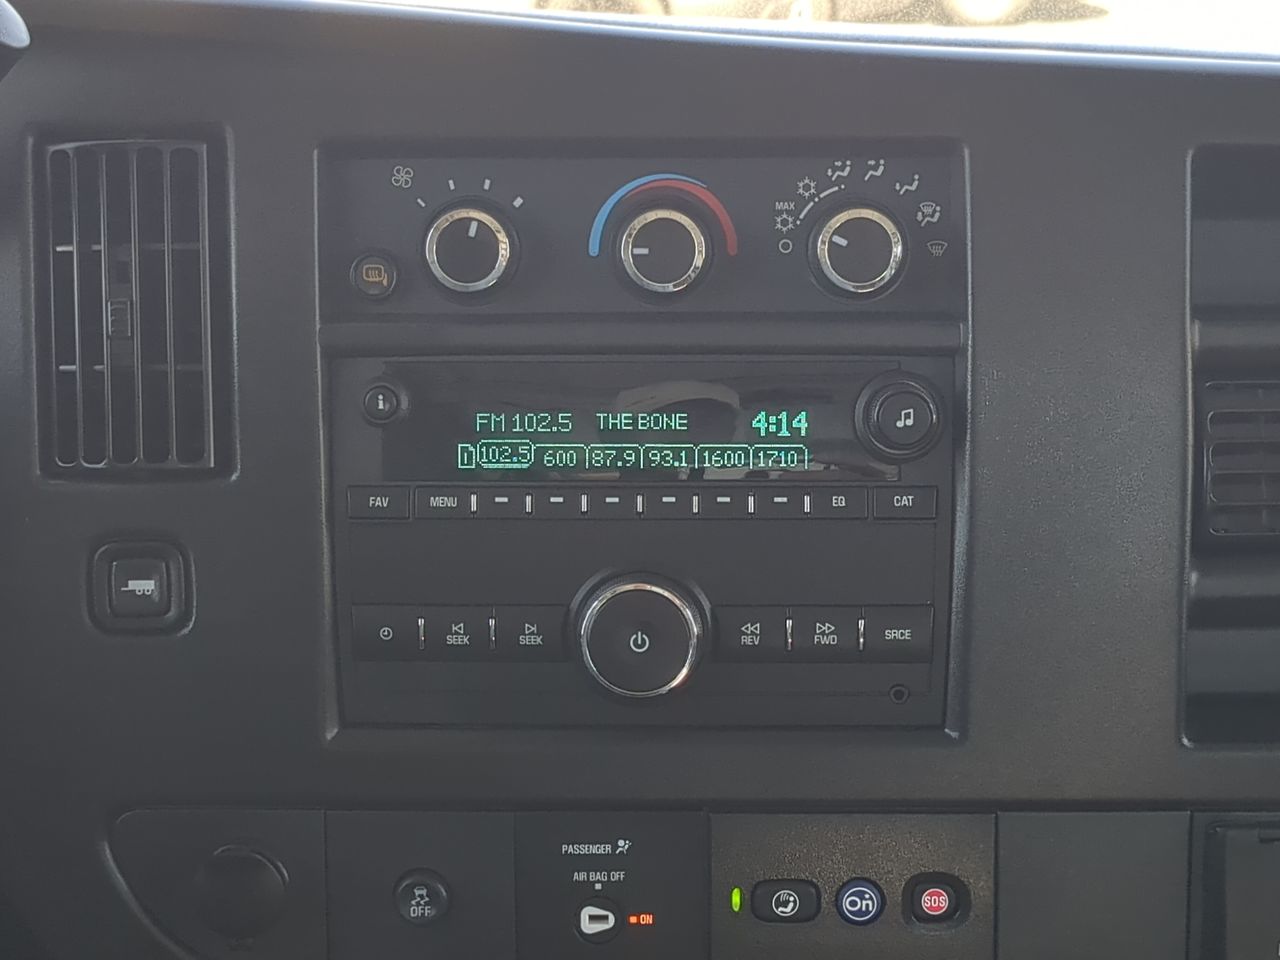 MAX
FM 102.5 THE BONE 4:14
102.5 600 87.9 93.1 1600 1710
FAV MENU EQ CAT
SEEK SEEK REV FWD SRCE
PASSENGER
AIR BAG OFF
OFF ON On SOS